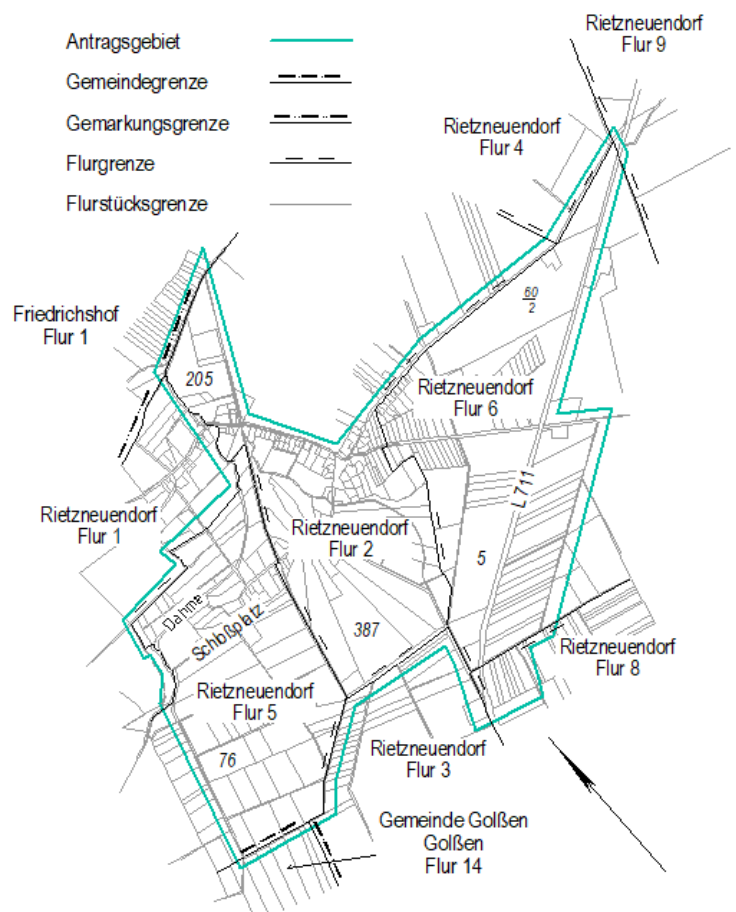 Antragsgebiet
Gemeindegrenze
Gemarkungsgrenze
Flurgrenze
Flurstücksgrenze
Rietzneuendorf
Flur 9
Rietzneuendorf
Flur 4
60
2
Friedrichshof
Flur 1
205
Rietzneuendorf
Flur 6
L 711
Rietzneuendorf
Flur 1
Rietzneuendorf
Flur 2
5
Dahme
Schloßplatz
387
Rietzneuendorf
Flur 8
Rietzneuendorf
Flur 5
76
Rietzneuendorf
Flur 3
Gemeinde Golßen
Golßen
Flur 14